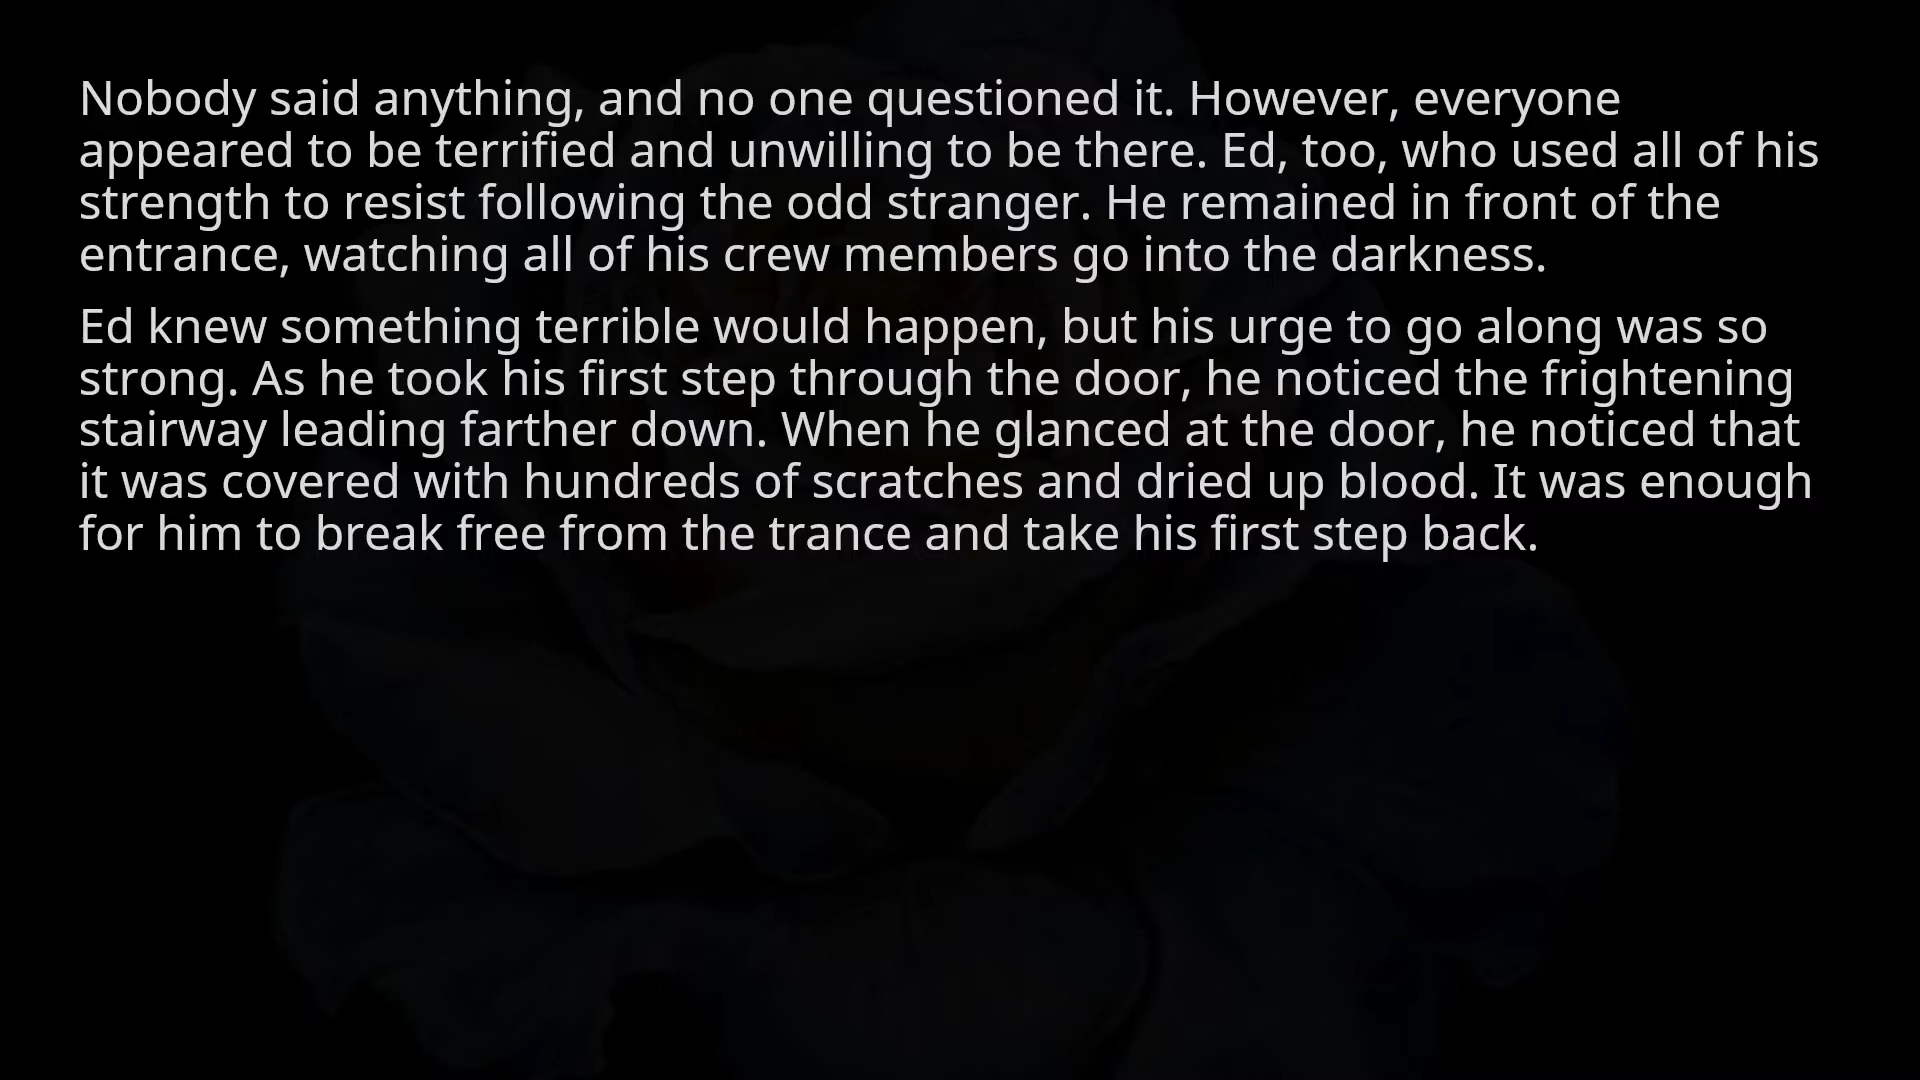 Nobody said anything, and no one questioned it. However, everyone
appeared to be terrified and unwilling to be there. Ed, too, who used all of his
strength to resist following the odd stranger. He remained in front of the
entrance, watching all of his crew members go into the darkness.
Ed knew something terrible would happen, but his urge to go along was so
strong. As he took his first step through the door, he noticed the frightening
stairway leading farther down. When he glanced at the door, he noticed that
it was covered with hundreds of scratches and dried up blood. It was enough
for him to break free from the trance and take his first step back.